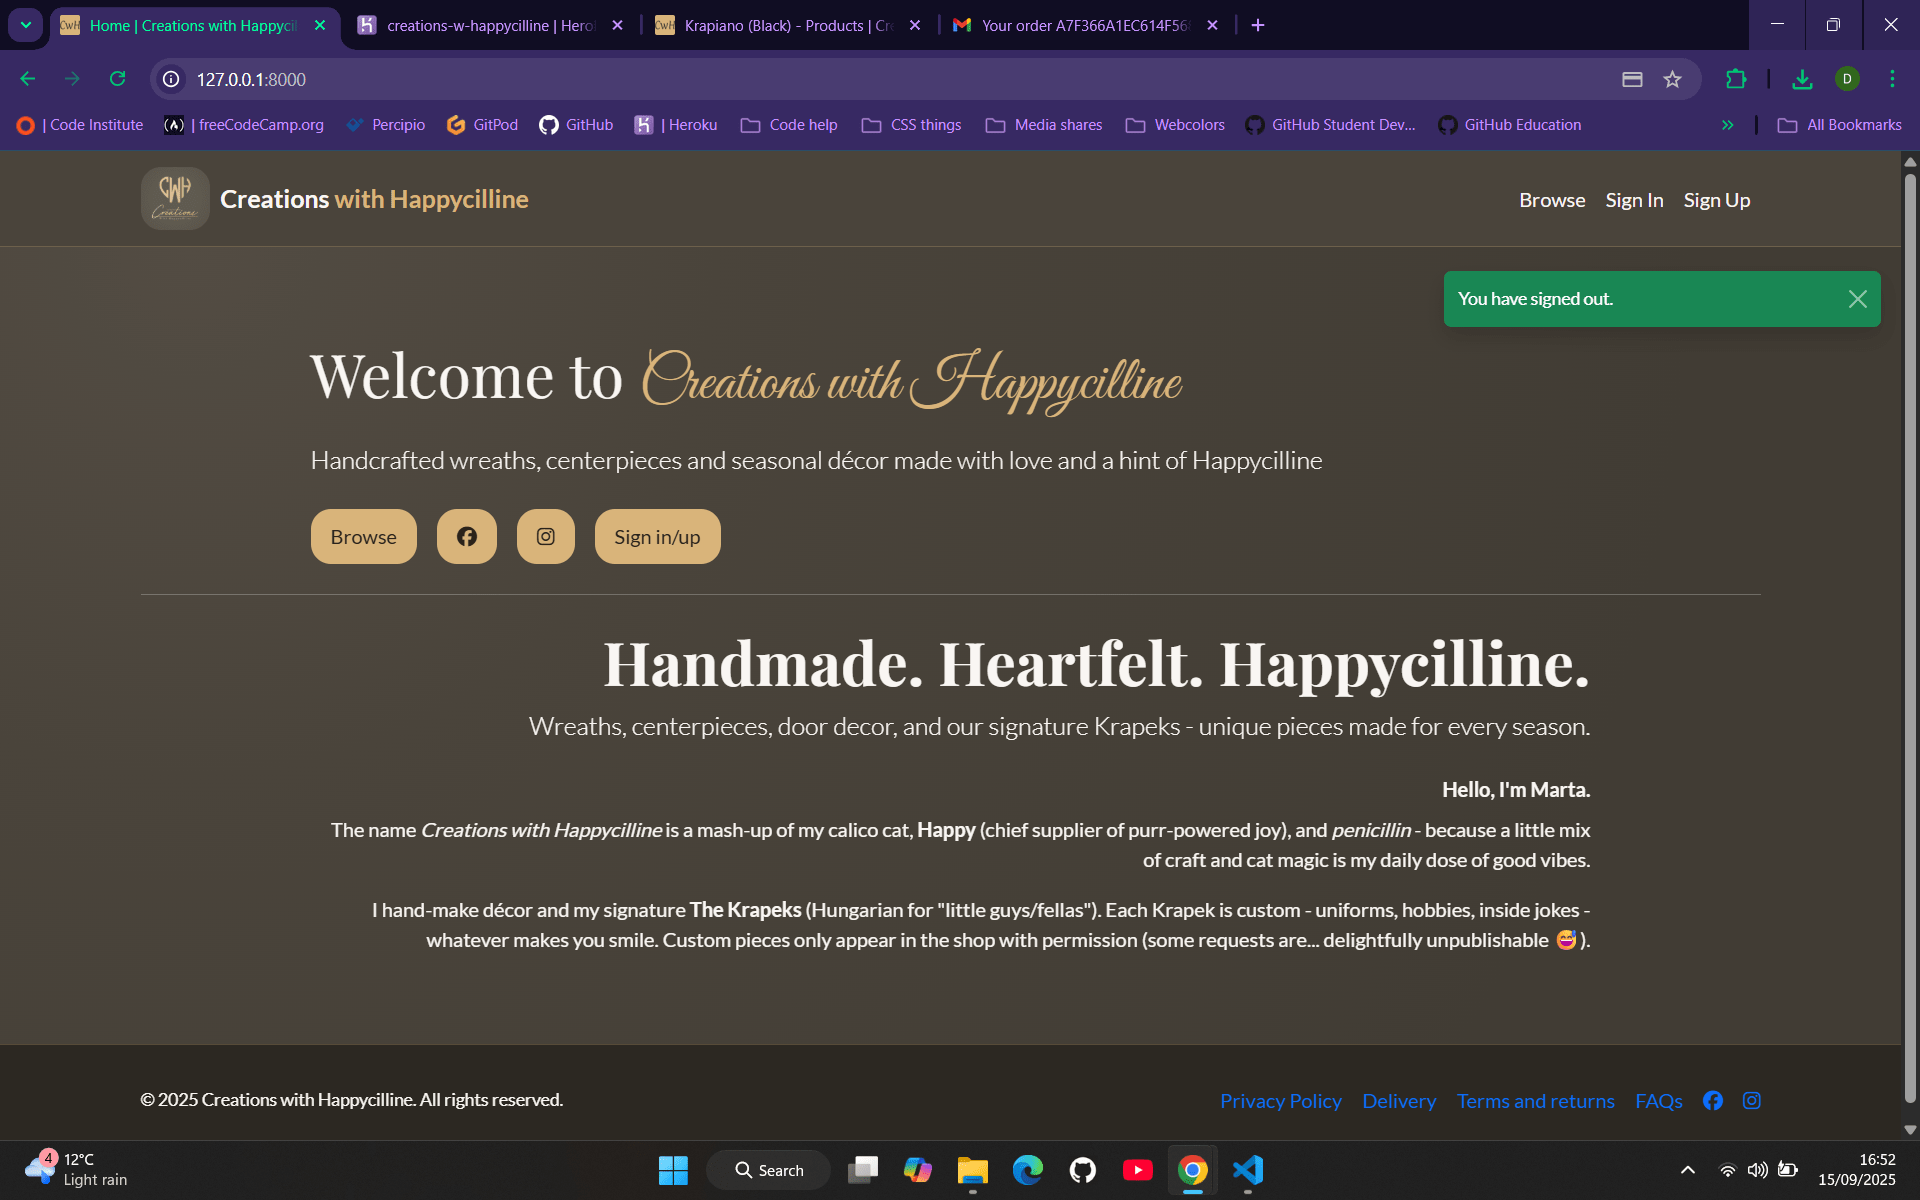 Home | Creations with Happycil
creations-w-happycilline | Hero
Krapiano (Black) - Products | Cre
Your order A7F366A1EC614F56
127.0.0.1:8000
D
| Code Institute
| freeCodeCamp.org
Percipio
GitPod
GitHub
| Heroku
Code help
CSS things
Media shares
Webcolors
GitHub Student Dev...
GitHub Education
All Bookmarks
CWH
Creations
Creations with Happycilline
Browse
Sign In
Sign Up
You have signed out.
Welcome to Creations with Happycilline
Handcrafted wreaths, centerpieces and seasonal décor made with love and a hint of Happycilline
Browse
Sign in/up
Handmade. Heartfelt. Happycilline.
Wreaths, centerpieces, door decor, and our signature Krapeks - unique pieces made for every season.
Hello, I'm Marta.
The name Creations with Happycilline is a mash-up of my calico cat, Happy (chief supplier of purr-powered joy), and penicillin - because a little mix
of craft and cat magic is my daily dose of good vibes.
I hand-make décor and my signature The Krapeks (Hungarian for "little guys/fellas"). Each Krapek is custom - uniforms, hobbies, inside jokes -
whatever makes you smile. Custom pieces only appear in the shop with permission (some requests are... delightfully unpublishable 😅).
© 2025 Creations with Happycilline. All rights reserved.
Privacy Policy
Delivery
Terms and returns
FAQs
4
12°C
Light rain
Search
16:52
15/09/2025